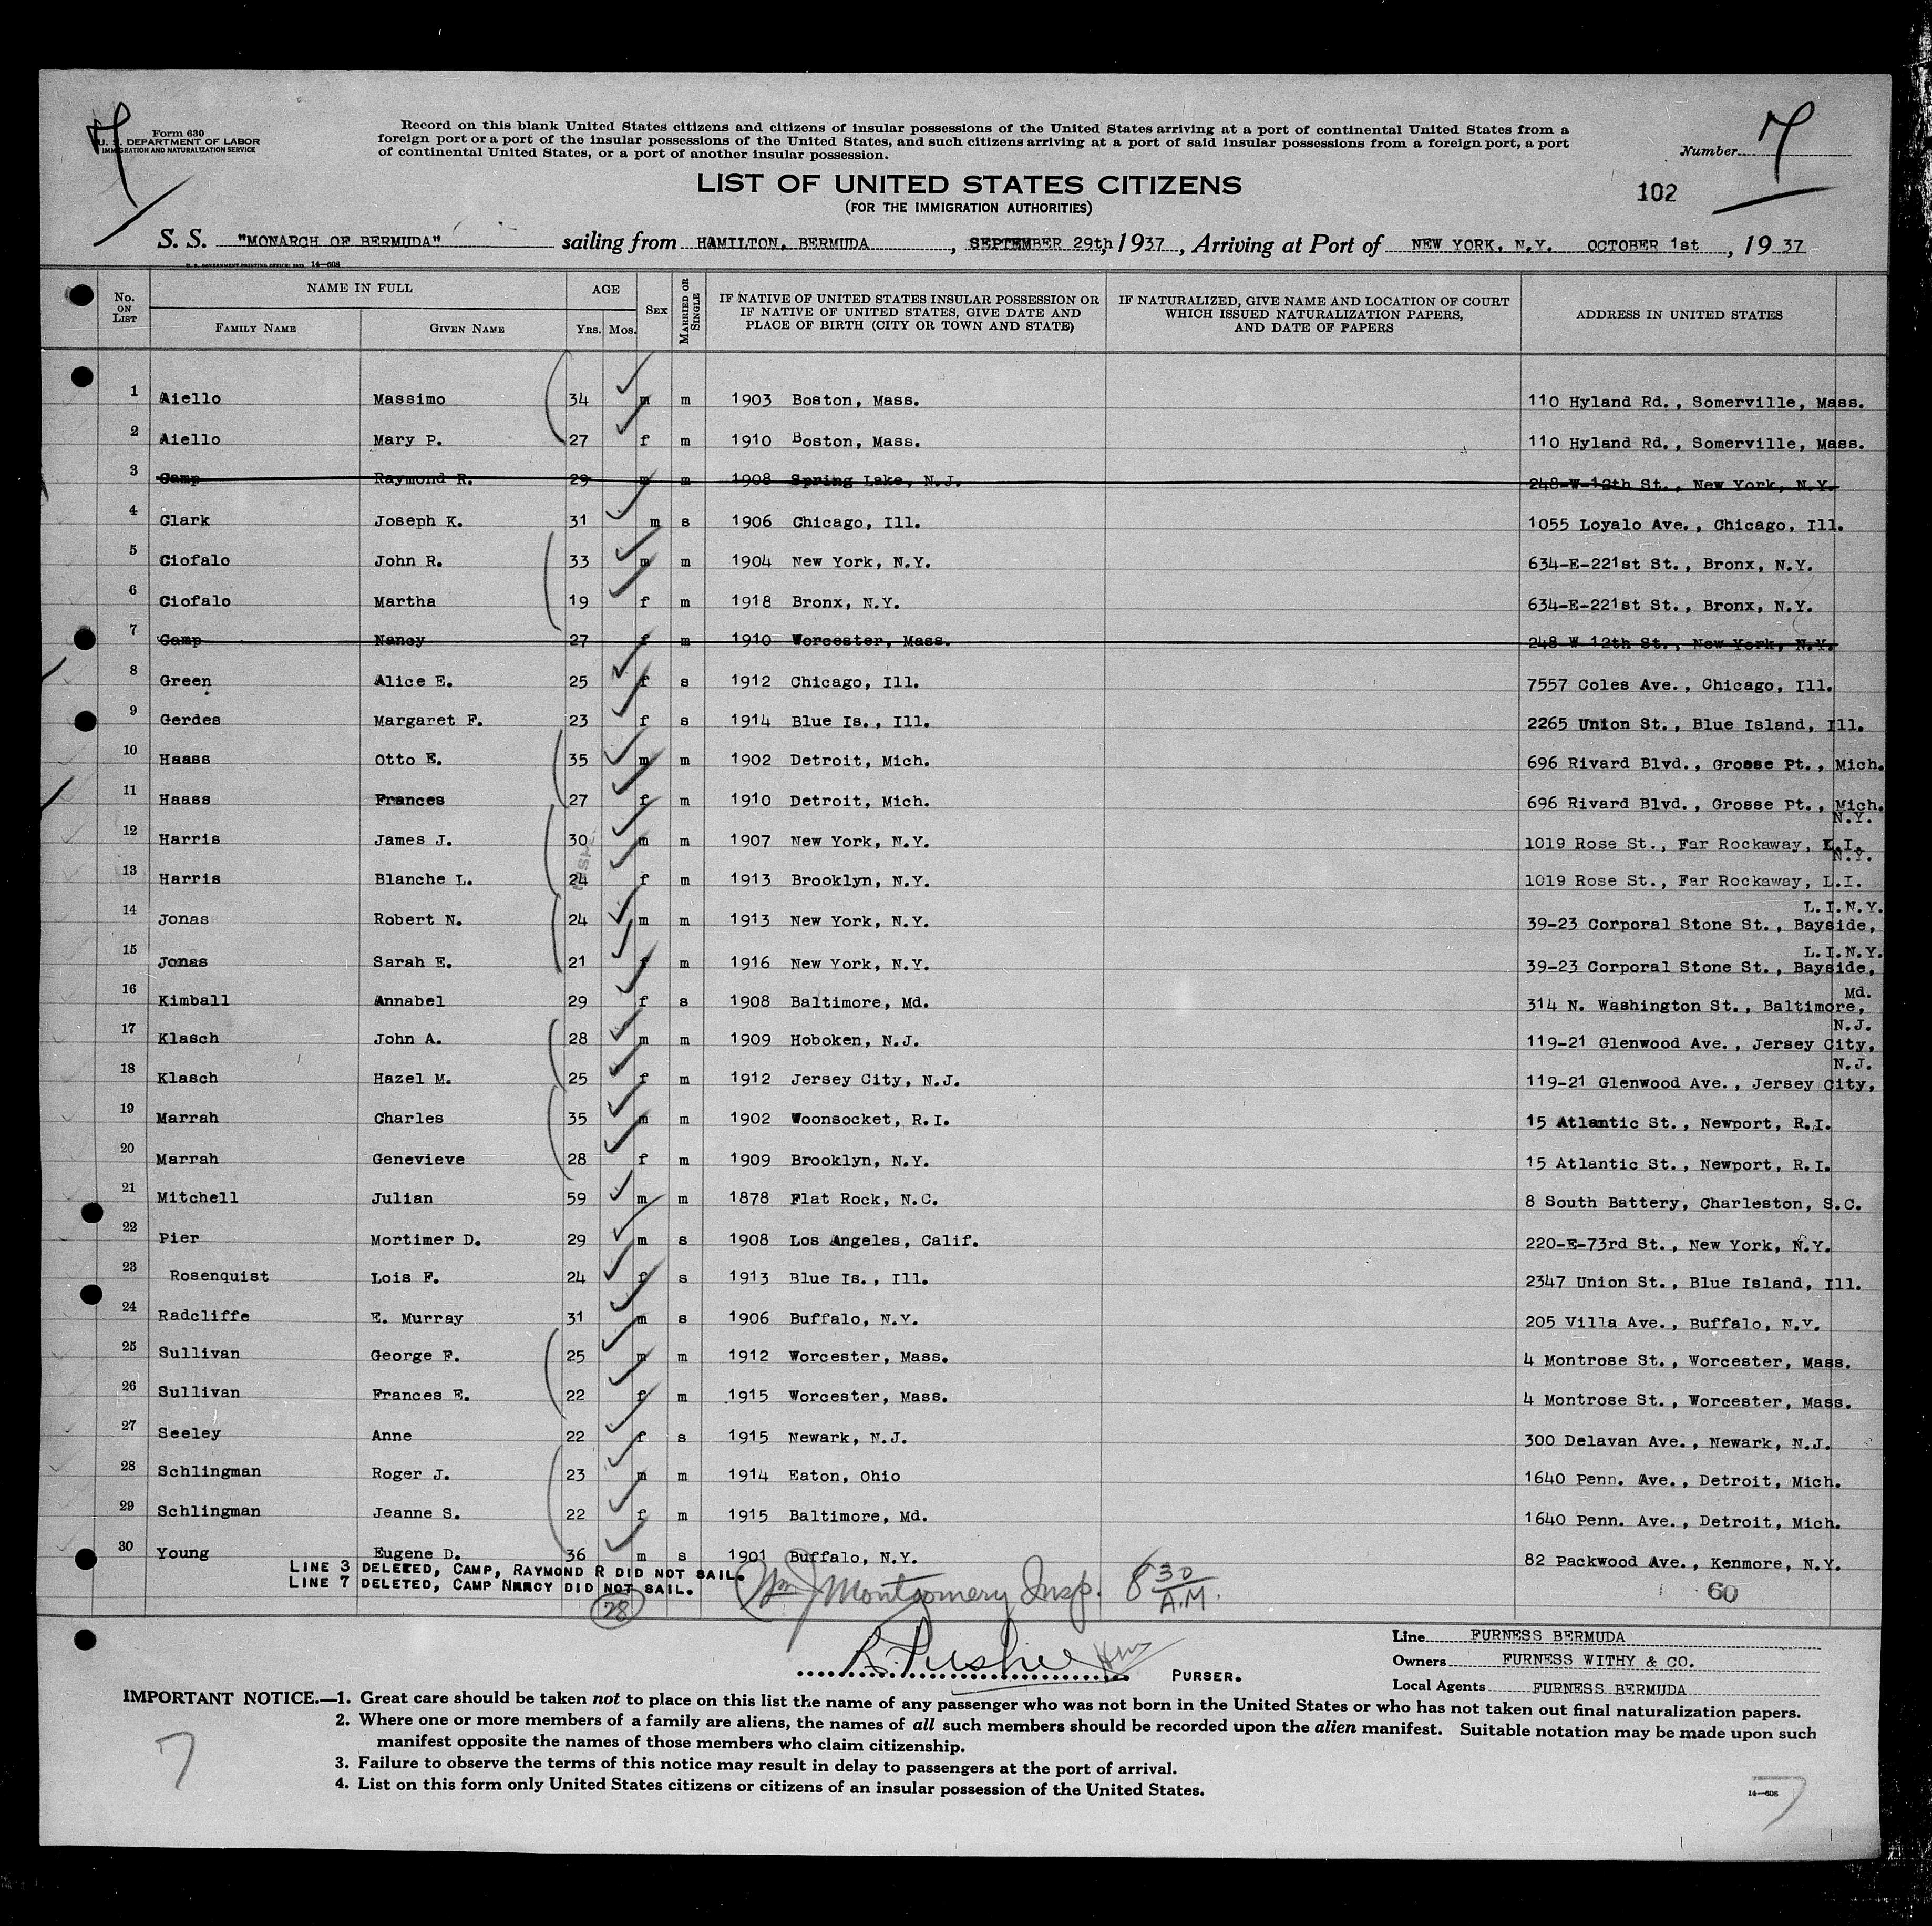 7
Form 630
U. S. DEPARTMENT OF LABOR
IMMIGRATION AND NATURALIZATION SERVICE
Record on this blank United States citizens and citizens of insular possessions of the United States arriving at a port of continental United States from a
foreign port or a port of the insular possessions of the United States, and such citizens arriving at a port of said insular possessions from a foreign port, a port
of continental United States, or a port of another insular possession.
Number 7
LIST OF UNITED STATES CITIZENS
(FOR THE IMMIGRATION AUTHORITIES)
102
S. S. "MONARCH OF BERMUDA" sailing from HAMILTON, BERMUDA, SEPTEMBER 29th, 1937, Arriving at Port of NEW YORK, N.Y. OCTOBER 1st, 19 37
U. S. GOVERNMENT PRINTING OFFICE: 14—608
No. ON LIST
NAME IN FULL
FAMILY NAME
GIVEN NAME
AGE
YRS. MOS.
SEX
MARRIED OR SINGLE
IF NATIVE OF UNITED STATES INSULAR POSSESSION OR
IF NATIVE OF UNITED STATES, GIVE DATE AND
PLACE OF BIRTH (CITY OR TOWN AND STATE)
IF NATURALIZED, GIVE NAME AND LOCATION OF COURT
WHICH ISSUED NATURALIZATION PAPERS,
AND DATE OF PAPERS
ADDRESS IN UNITED STATES
1 Aiello Massimo 34 m m 1903 Boston, Mass. 110 Hyland Rd., Somerville, Mass.
2 Aiello Mary P. 27 f m 1910 Boston, Mass. 110 Hyland Rd., Somerville, Mass.
3 Camp Raymond R. 29 m m 1908 Spring Lake, N.J. 248-W-12th St., New York, N.Y.
4 Clark Joseph K. 31 m s 1906 Chicago, Ill. 1055 Loyalo Ave., Chicago, Ill.
5 Ciofalo John R. 33 m m 1904 New York, N.Y. 634-E-221st St., Bronx, N.Y.
6 Ciofalo Martha 19 f m 1918 Bronx, N.Y. 634-E-221st St., Bronx, N.Y.
7 Camp Nancy 27 f m 1910 Worcester, Mass. 248-W-12th St., New York, N.Y.
8 Green Alice E. 25 f s 1912 Chicago, Ill. 7557 Coles Ave., Chicago, Ill.
9 Gerdes Margaret F. 23 f s 1914 Blue Is., Ill. 2265 Union St., Blue Island, Ill.
10 Haass Otto E. 35 m m 1902 Detroit, Mich. 696 Rivard Blvd., Grosse Pt., Mich.
11 Haass Frances 27 f m 1910 Detroit, Mich. 696 Rivard Blvd., Grosse Pt., Mich.
12 Harris James J. 30 m m 1907 New York, N.Y. 1019 Rose St., Far Rockaway, L.I. N.Y.
13 Harris Blanche L. 24 f m 1913 Brooklyn, N.Y. 1019 Rose St., Far Rockaway, L.I. N.Y.
14 Jonas Robert N. 24 m m 1913 New York, N.Y. 39-23 Corporal Stone St., Bayside, L.I.N.Y.
15 Jonas Sarah E. 21 f m 1916 New York, N.Y. 39-23 Corporal Stone St., Bayside, L.I.N.Y.
16 Kimball Annabel 29 f s 1908 Baltimore, Md. 314 N. Washington St., Baltimore, Md.
17 Klasch John A. 28 m m 1909 Hoboken, N.J. 119-21 Glenwood Ave., Jersey City, N.J.
18 Klasch Hazel M. 25 f m 1912 Jersey City, N.J. 119-21 Glenwood Ave., Jersey City, N.J.
19 Marrah Charles 35 m m 1902 Woonsocket, R.I. 15 Atlantic St., Newport, R.I.
20 Marrah Genevieve 28 f m 1909 Brooklyn, N.Y. 15 Atlantic St., Newport, R.I.
21 Mitchell Julian 59 m m 1878 Flat Rock, N.C. 8 South Battery, Charleston, S.C.
22 Pier Mortimer D. 29 m s 1908 Los Angeles, Calif. 220-E-73rd St., New York, N.Y.
23 Rosenquist Lois F. 24 f s 1913 Blue Is., Ill. 2347 Union St., Blue Island, Ill.
24 Radcliffe E. Murray 31 m s 1906 Buffalo, N.Y. 205 Villa Ave., Buffalo, N.Y.
25 Sullivan George F. 25 m m 1912 Worcester, Mass. 4 Montrose St., Worcester, Mass.
26 Sullivan Frances E. 22 f m 1915 Worcester, Mass. 4 Montrose St., Worcester, Mass.
27 Seeley Anne 22 f s 1915 Newark, N.J. 300 Delavan Ave., Newark, N.J.
28 Schlingman Roger J. 23 m m 1914 Eaton, Ohio 1640 Penn. Ave., Detroit, Mich.
29 Schlingman Jeanne S. 22 f m 1915 Baltimore, Md. 1640 Penn. Ave., Detroit, Mich.
30 Young Eugene D. 36 m s 1901 Buffalo, N.Y. 82 Packwood Ave., Kenmore, N.Y.
LINE 3 DELETED, CAMP, RAYMOND R DID NOT SAIL.
LINE 7 DELETED, CAMP NANCY DID NOT SAIL.
28
Wm J Montgomery Insp. 8 30 A.M.
60
PURSER.
Line FURNESS BERMUDA
Owners FURNESS WITHY & CO.
Local Agents FURNESS BERMUDA
IMPORTANT NOTICE.—1. Great care should be taken not to place on this list the name of any passenger who was not born in the United States or who has not taken out final naturalization papers.
2. Where one or more members of a family are aliens, the names of all such members should be recorded upon the alien manifest. Suitable notation may be made upon such
manifest opposite the names of those members who claim citizenship.
3. Failure to observe the terms of this notice may result in delay to passengers at the port of arrival.
4. List on this form only United States citizens or citizens of an insular possession of the United States.
7
14—608
7